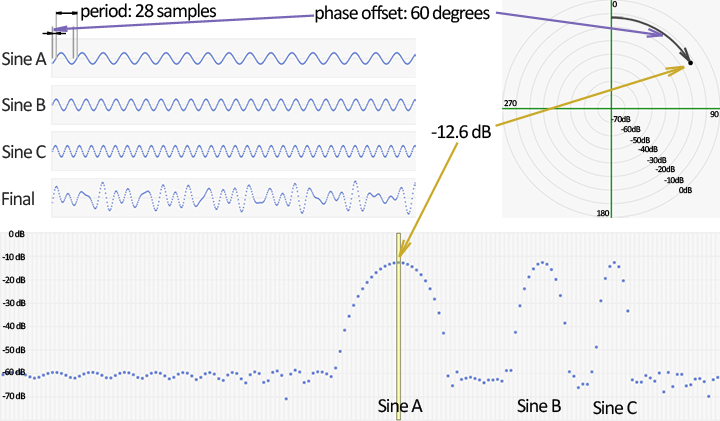 period: 28 samples
phase offset: 60 degrees
0
Sine A
Sine B
270
90
70dB
-60dB
-50dB
-40dB
-30dB
-20dB
-10dB
0dB
-12.6 dB
Sine C
Final
180
0 dB
-10 dB
-20 dB
-30 dB
-40 dB
-50 dB
-60 dB
-70 dB
Sine A
Sine B
Sine C